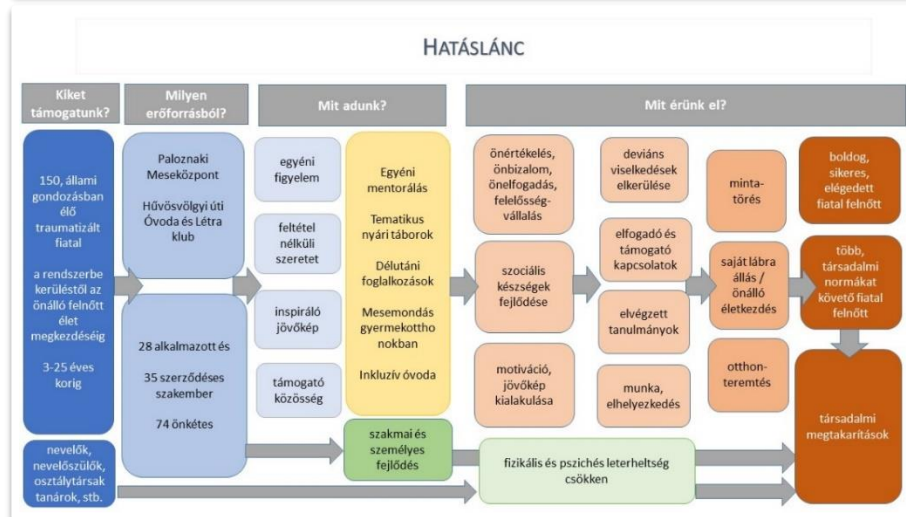 HATÁSLÁNC
Kiket
támogatunk?
Milyen
erőforrásból?
Mit adunk?
Mit érünk el?
150, állami
gondozásban
élő
traumatizált
fiatal
a rendszerbe
kerüléstől az
önálló felnőtt
élet
megkezdéséig
3-25 éves
korig
nevelők,
nevelőszülők,
osztálytársak
tanárok, stb.
Paloznaki
Meseközpont
Hűvösvölgyi úti
Óvoda és Létra
klub
28 alkalmazott és
35 szerződéses
szakember
74 önkétes
egyéni
figyelem
feltétel
nélküli
szeretet
inspiráló
jövőkép
támogató
közösség
Egyéni
mentorálás
Tematikus
nyári táborok
Délutáni
foglalkozások
Mesemondás
gyermekottho
nokban
Inkluzív óvoda
szakmai és
személyes
fejlődés
önértékelés,
önbizalom,
önelfogadás,
felelősség-
vállalás
szociális
készségek
fejlődése
motiváció,
jövőkép
kialakulása
deviáns
viselkedések
elkerülése
elfogadó és
támogató
kapcsolatok
elvégzett
tanulmányok
munka,
elhelyezkedés
minta-
törés
saját lábra
állás /
önálló
életkezdés
otthon-
teremtés
fizikális és pszichés leterheltség
csökken
boldog,
sikeres,
elégedett
fiatal felnőtt
több,
társadalmi
normákat
követő fiatal
felnőtt
társadalmi
megtakarítások